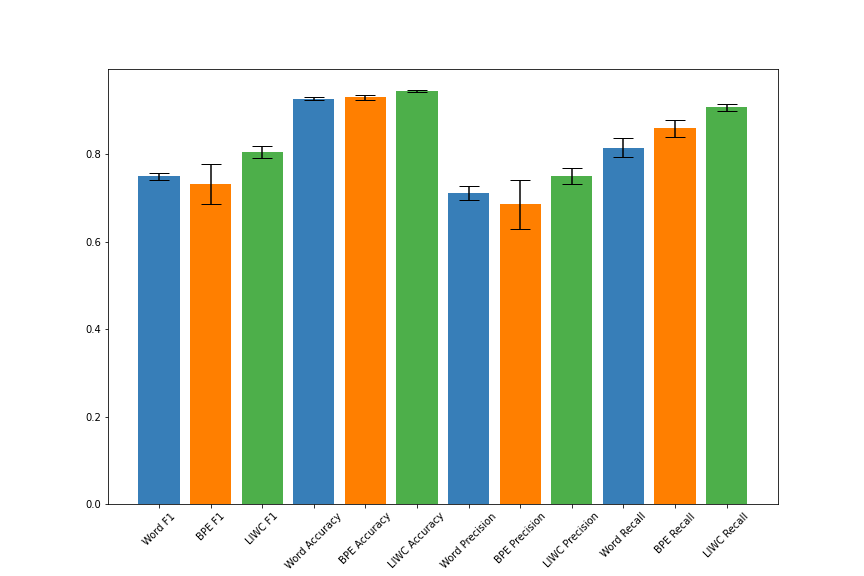 0.8
0.6
0.4
0.2
0.0
Word F1
BPE F1
LIWC F1
Word Accuracy
BPE Accuracy
LIWC Accuracy
Word Precision
BPE Precision
LIWC Precision
Word Recall
BPE Recall
LIWC Recall